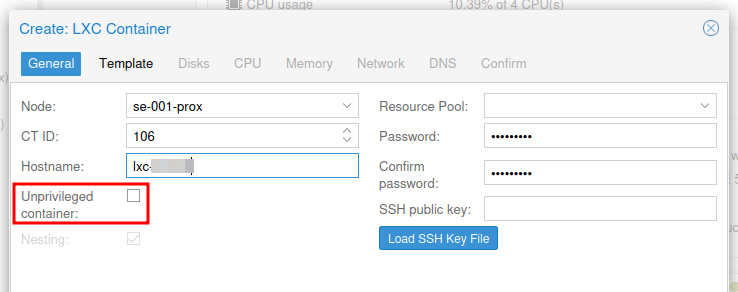 CPU usage 10.39% of 4 CPU(s)
Create: LXC Container
General Template Disks CPU Memory Network DNS Confirm
Node: se-001-prox Resource Pool:
CT ID: 106 Password: •••••••••
Hostname: lxc- Confirm password: •••••••••
Unprivileged container: SSH public key:
Nesting: Load SSH Key File